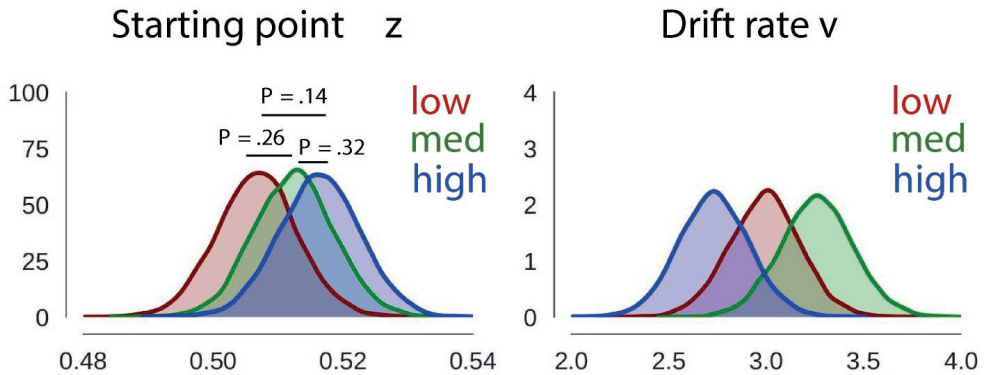 Starting point z
100
75
50
25
0
P = .14
P = .26
P = .32
low
med
high
0.48 0.50 0.52 0.54
Drift rate v
4
3
2
1
0
low
med
high
2.0 2.5 3.0 3.5 4.0